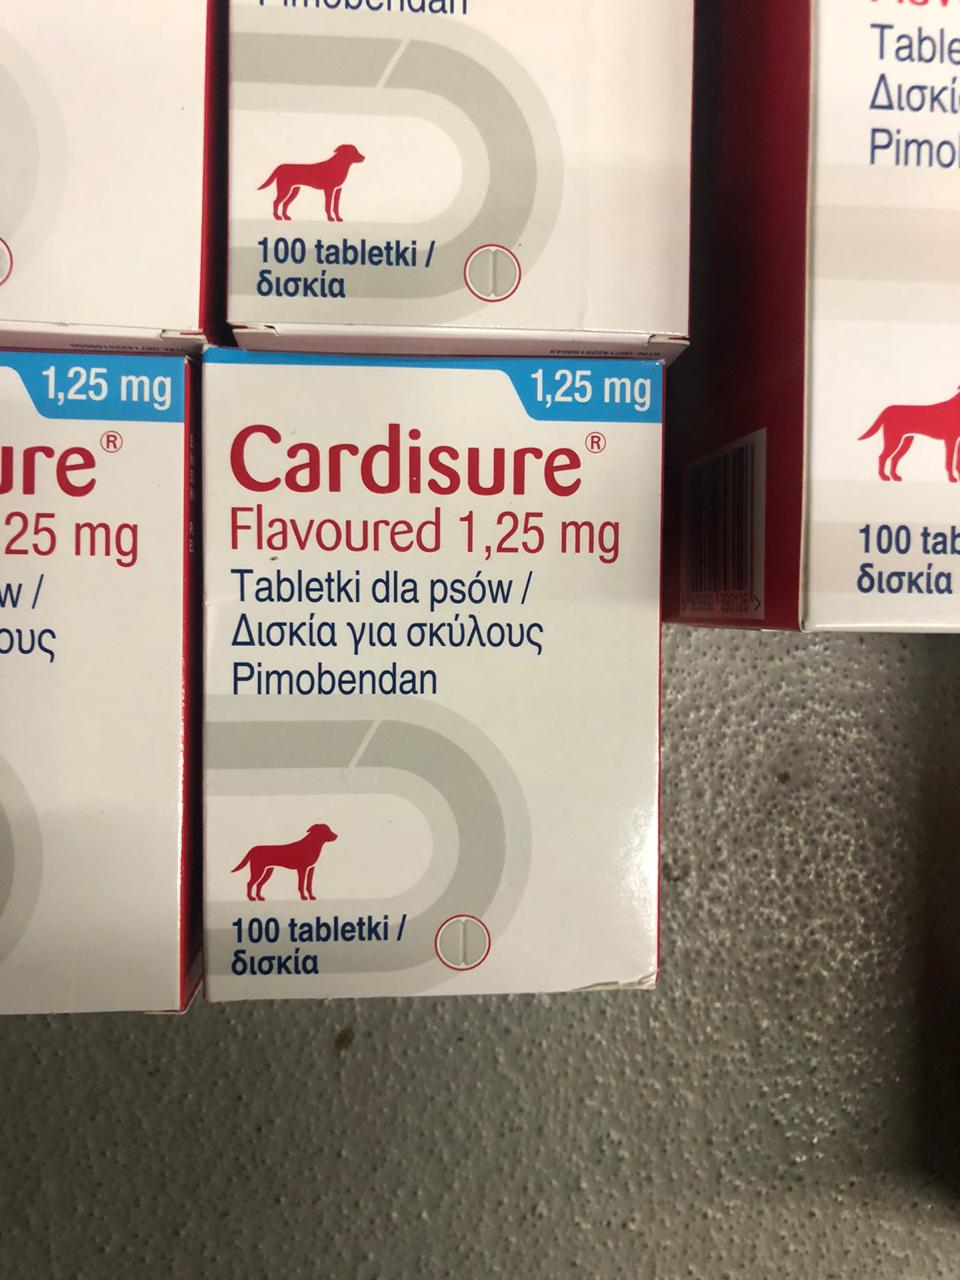 Pimobendan
100 tabletki /
δισκία
Table
Δισκί
Pimo
100 tab
δισκία
1,25 mg
ure®
25 mg
w /
ους
1,25 mg
Cardisure®
Flavoured 1,25 mg
Tabletki dla psów /
Δισκία για σκύλους
Pimobendan
100 tabletki /
δισκία